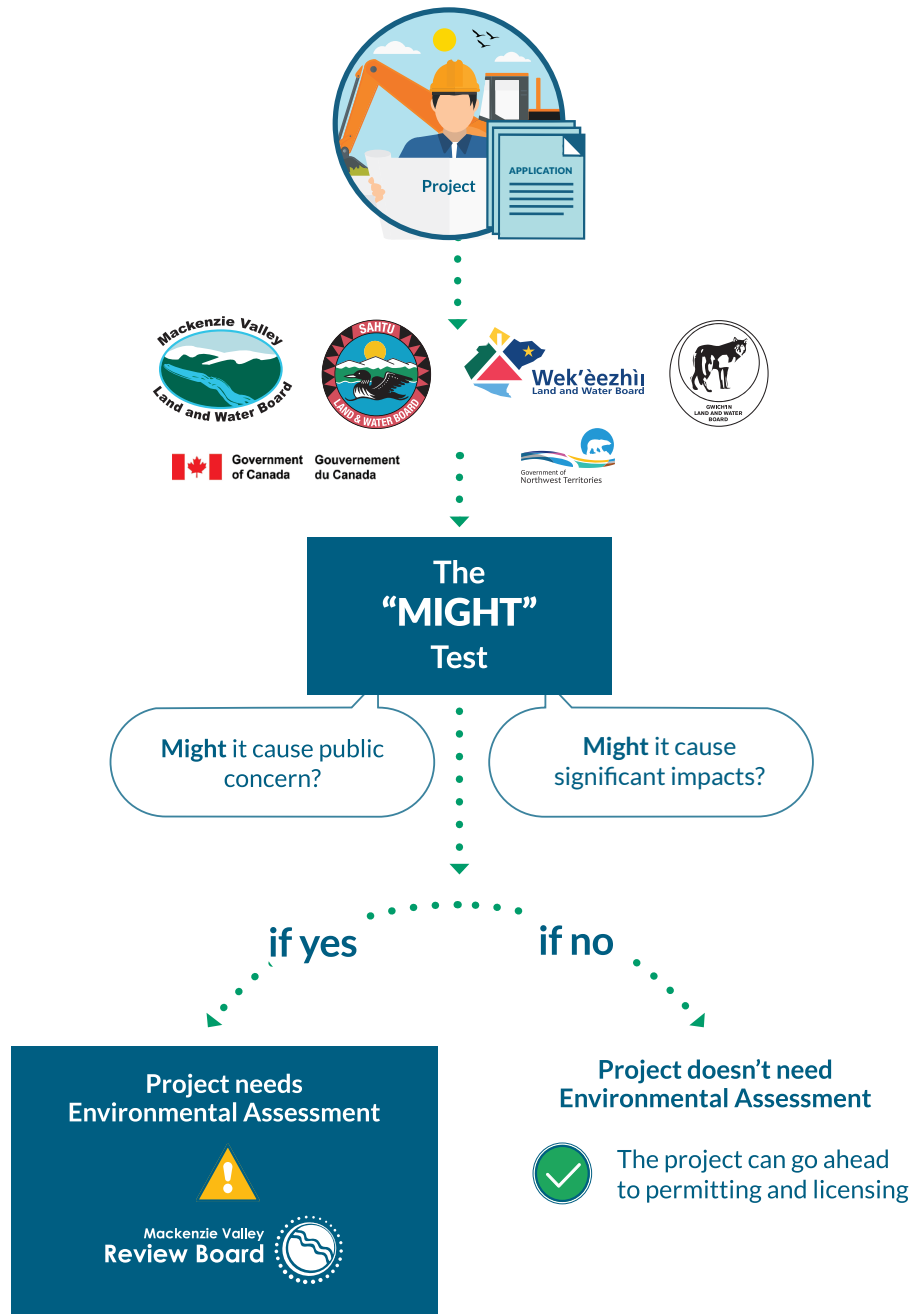 Project
APPLICATION
Mackenzie Valley
Land and Water Board
SAHTU
LAND & WATER BOARD
Wek’èezhìı
Land and Water Board
GWICH'IN
LAND AND WATER
BOARD
Government
of Canada
Gouvernement
du Canada
Government of
Northwest Territories
The
“MIGHT”
Test
Might it cause public
concern?
Might it cause
significant impacts?
if yes
if no
Project needs
Environmental Assessment
Mackenzie Valley
Review Board
Project doesn’t need
Environmental Assessment
The project can go ahead
to permitting and licensing